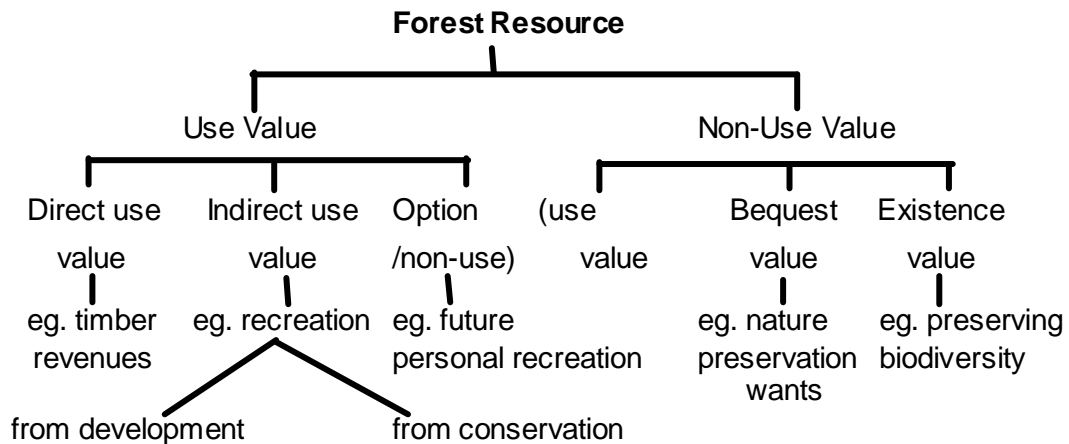 Forest Resource
Use Value Non-Use Value
Direct use Indirect use Option (use Bequest Existence
value value /non-use) value value value
eg. timber eg. recreation eg. future eg. nature eg. preserving
revenues personal recreation preservation biodiversity
wants
from development from conservation